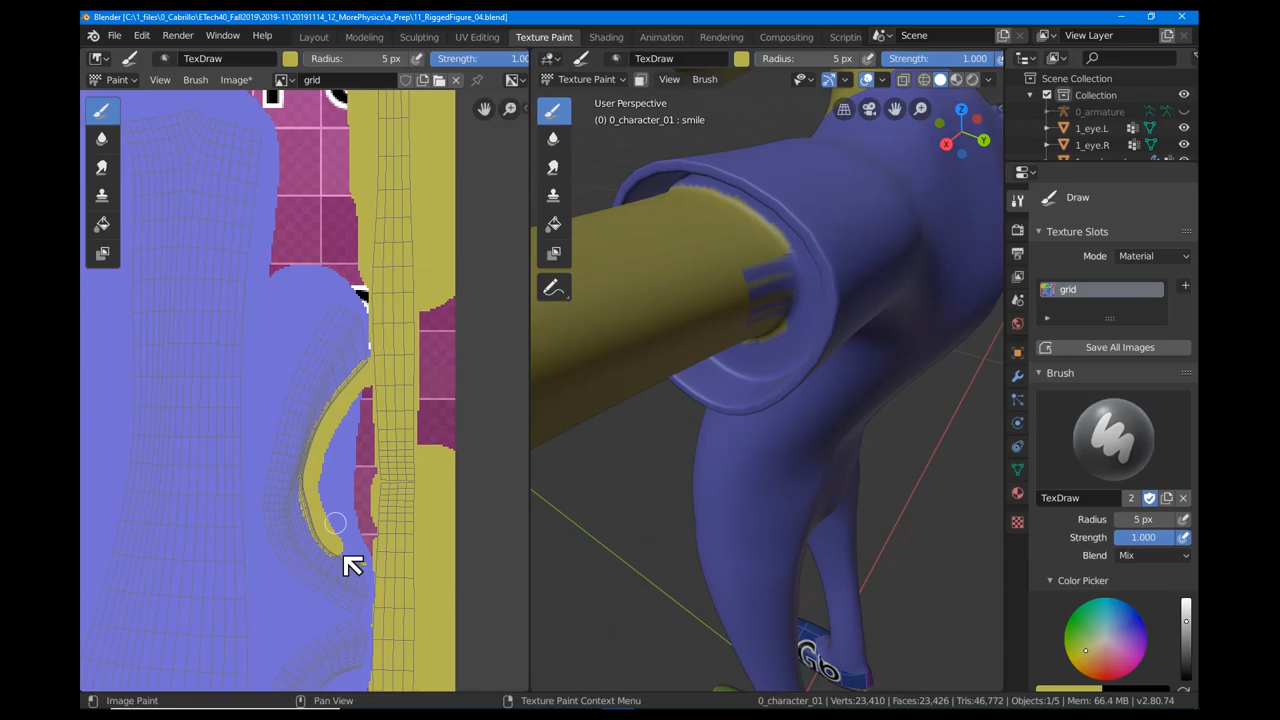 Blender [C:\1_files\0_Cabrillo\ETech40_Fall2019\2019-11\20191114_12_MorePhysics\a_Prep\11_RiggedFigure_04.blend]
File Edit Render Window Help Layout Modeling Sculpting UV Editing Texture Paint Shading Animation Rendering Compositing Scriptin Scene View Layer
TexDraw Radius: 5 px Strength: 1.00 TexDraw Radius: 5 px Strength: 1.000
Paint View Brush Image* grid Texture Paint View Brush
Scene Collection
Collection
0_armature
1_eye.L
1_eye.R
User Perspective
(0) 0_character_01 : smile
Z
Y
X
Draw
Texture Slots
Mode Material
grid
Save All Images
Brush
TexDraw 2
Radius 5 px
Strength 1.000
Blend Mix
Color Picker
Gb
Image Paint Pan View Texture Paint Context Menu 0_character_01 | Verts:23,410 | Faces:23,426 | Tris:46,772 | Objects:1/5 | Mem: 66.4 MB | v2.80.74